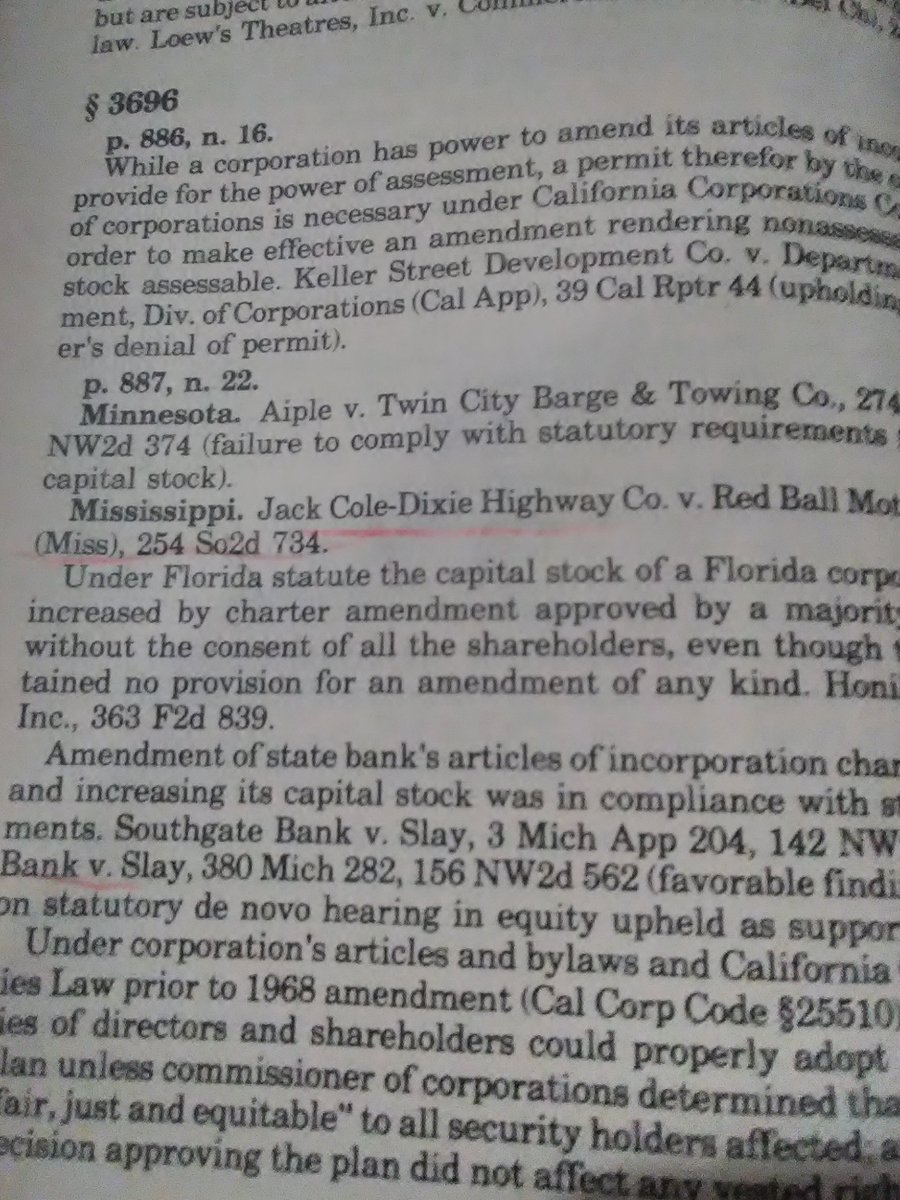 but are subject to
law. Loew's Theatres, Inc. v.
§ 3696
p. 886, n. 16.
While a corporation has power to amend its articles of
provide for the power of assessment, a permit therefor by the
of corporations is necessary under California Corporations
order to make effective an amendment rendering
stock assessable. Keller Street Development Co. v.
ment, Div. of Corporations (Cal App), 39 Cal Rptr 44
er's denial of permit).
p. 887, n. 22.
Minnesota. Aiple v. Twin City Barge & Towing Co., 274
NW2d 374 (failure to comply with statutory requirements
capital stock).
Mississippi. Jack Cole-Dixie Highway Co. v. Red Ball
(Miss), 254 So2d 734.
Under Florida statute the capital stock of a Florida
increased by charter amendment approved by a
without the consent of all the shareholders, even though
tained no provision for an amendment of any kind.
Inc., 363 F2d 839.
Amendment of state bank's articles of incorporation
and increasing its capital stock was in compliance with
ments. Southgate Bank v. Slay, 3 Mich App 204, 142 NW
Bank v. Slay, 380 Mich 282, 156 NW2d 562 (favorable
on statutory de novo hearing in equity upheld as
Under corporation's articles and bylaws and California
ies Law prior to 1968 amendment (Cal Corp Code §25510)
ies of directors and shareholders could properly adopt
lan unless commissioner of corporations determined
fair, just and equitable" to all security holders affected;
ecision approving the plan did not affect any vested